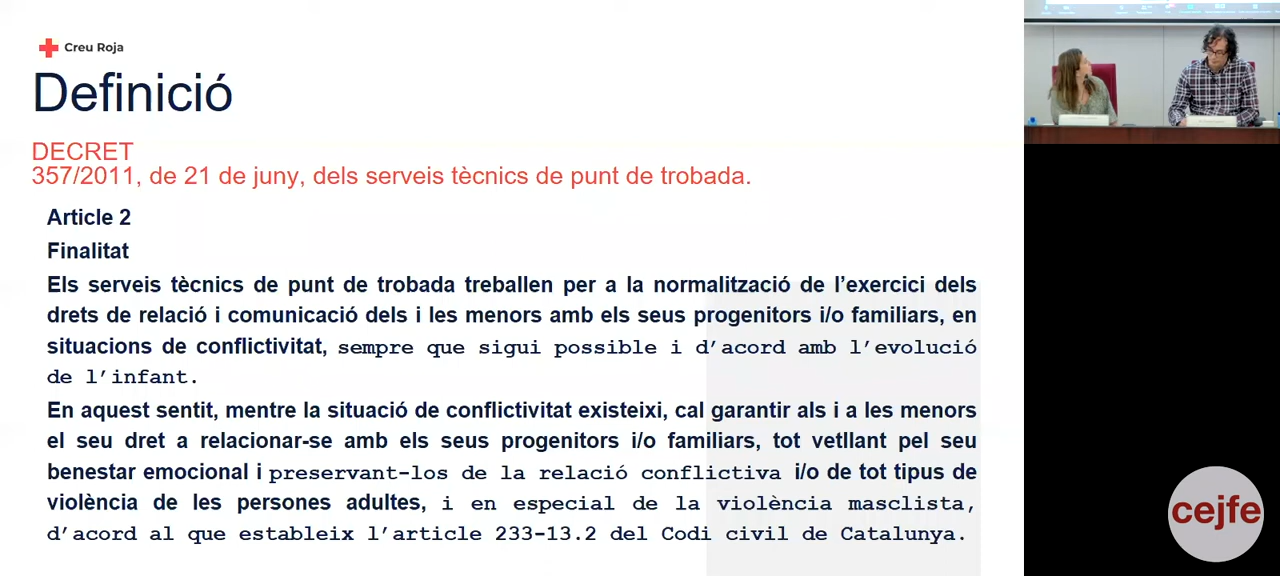 Creu Roja
Definició
DECRET
357/2011, de 21 de juny, dels serveis tècnics de punt de trobada.
Article 2
Finalitat
Els serveis tècnics de punt de trobada treballen per a la normalització de l’exercici dels
drets de relació i comunicació dels i les menors amb els seus progenitors i/o familiars, en
situacions de conflictivitat, sempre que sigui possible i d’acord amb l’evolució
de l’infant.
En aquest sentit, mentre la situació de conflictivitat existeixi, cal garantir als i a les menors
el seu dret a relacionar-se amb els seus progenitors i/o familiars, tot vetllant pel seu
benestar emocional i preservant-los de la relació conflictiva i/o de tot tipus de
violència de les persones adultes, i en especial de la violència masclista,
d’acord al que estableix l’article 233-13.2 del Codi civil de Catalunya.
cejfe